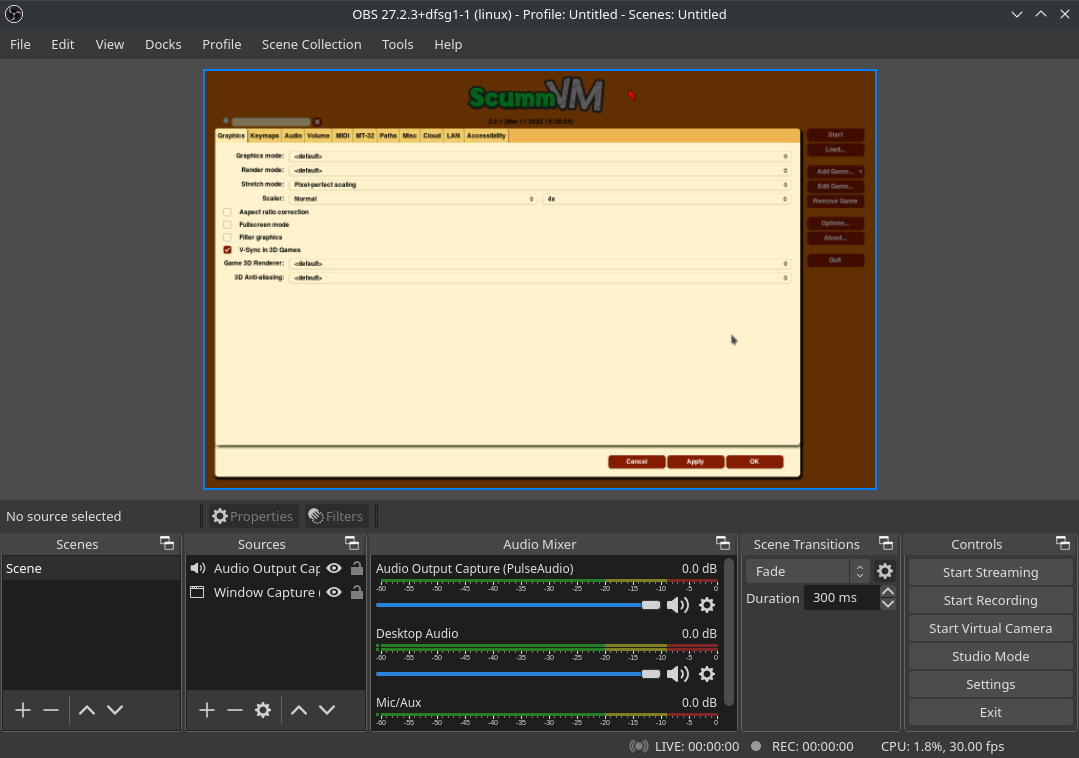 OBS 27.2.3+dfsg1-1 (linux) - Profile: Untitled - Scenes: Untitled
File Edit View Docks Profile Scene Collection Tools Help
ScummVM
2.5.1 (Mar 11 2022 15:38:54)
Graphics Keymaps Audio Volume MIDI MT-32 Paths Misc Cloud LAN Accessibility
Start
Load...
Graphics mode: <default>
Render mode: <default>
Add Game...
Stretch mode: Pixel-perfect scaling
Edit Game...
Scaler: Normal 4x
Remove Game
Aspect ratio correction
Fullscreen mode
Options...
Filter graphics
About...
V-Sync in 3D Games
Game 3D Renderer: <default>
Quit
3D Anti-aliasing: <default>
Cancel Apply OK
No source selected Properties Filters
Scenes Sources Audio Mixer Scene Transitions Controls
Scene
Audio Output Cap
Window Capture (
Audio Output Capture (PulseAudio) 0.0 dB
-60 -55 -50 -45 -40 -35 -30 -25 -20 -15 -10 -5 0
Desktop Audio 0.0 dB
-60 -55 -50 -45 -40 -35 -30 -25 -20 -15 -10 -5 0
Mic/Aux 0.0 dB
-60 -55 -50 -45 -40 -35 -30 -25 -20 -15 -10 -5 0
Fade
Duration 300 ms
Start Streaming
Start Recording
Start Virtual Camera
Studio Mode
Settings
Exit
LIVE: 00:00:00 REC: 00:00:00 CPU: 1.8%, 30.00 fps